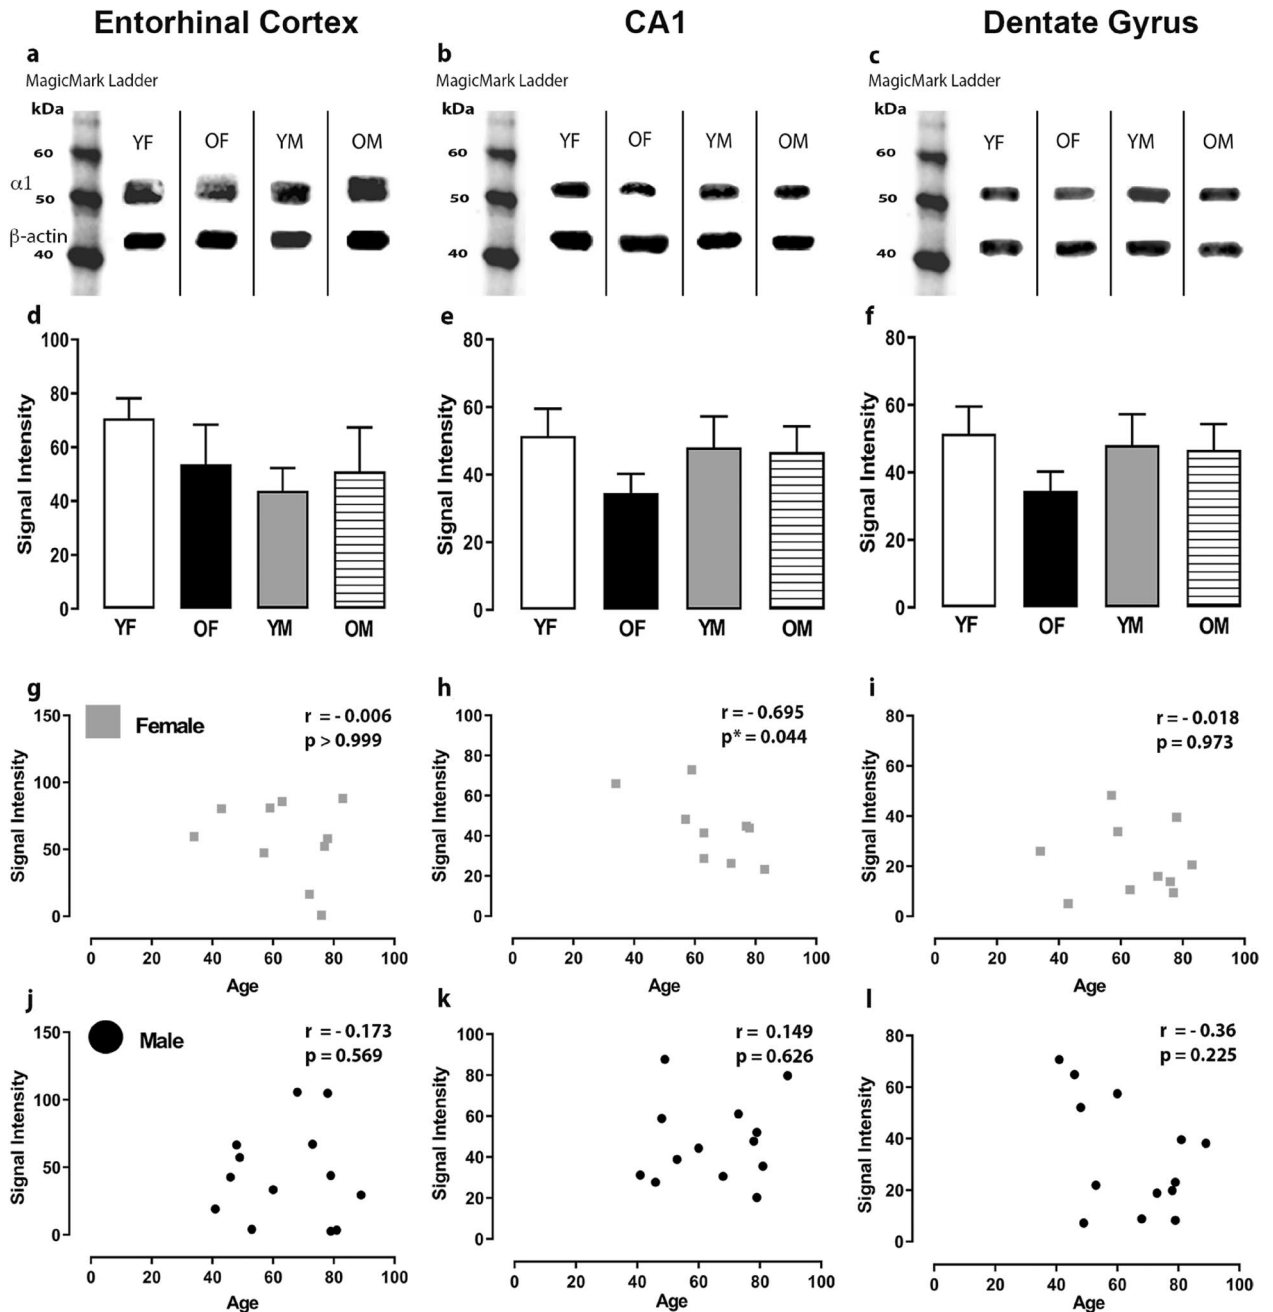 Entorhinal Cortex
CA1
Dentate Gyrus
a
MagicMark Ladder
kDa
YF
OF
YM
OM
60
α1
50
β-actin
40
b
MagicMark Ladder
kDa
YF
OF
YM
OM
60
50
40
c
MagicMark Ladder
kDa
YF
OF
YM
OM
60
50
40
d
Signal Intensity
100
80
60
40
20
0
YF
OF
YM
OM
e
Signal Intensity
80
60
40
20
0
YF
OF
YM
OM
f
Signal Intensity
80
60
40
20
0
YF
OF
YM
OM
g
Female
r = - 0.006
p > 0.999
Signal Intensity
150
100
50
0
0 20 40 60 80 100
Age
h
r = - 0.695
p* = 0.044
Signal Intensity
100
80
60
40
20
0
0 20 40 60 80 100
Age
i
r = - 0.018
p = 0.973
Signal Intensity
80
60
40
20
0
0 20 40 60 80 100
Age
j
Male
r = - 0.173
p = 0.569
Signal Intensity
150
100
50
0
0 20 40 60 80 100
Age
k
r = 0.149
p = 0.626
Signal Intensity
100
80
60
40
20
0
0 20 40 60 80 100
Age
l
r = - 0.36
p = 0.225
Signal Intensity
80
60
40
20
0
0 20 40 60 80 100
Age